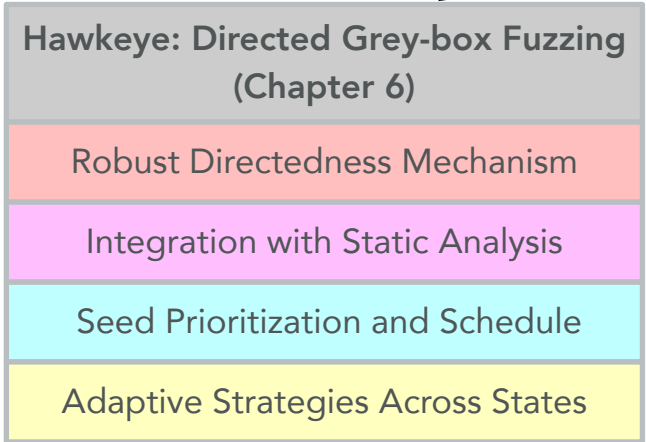 Hawkeye: Directed Grey-box Fuzzing
(Chapter 6)
Robust Directedness Mechanism
Integration with Static Analysis
Seed Prioritization and Schedule
Adaptive Strategies Across States